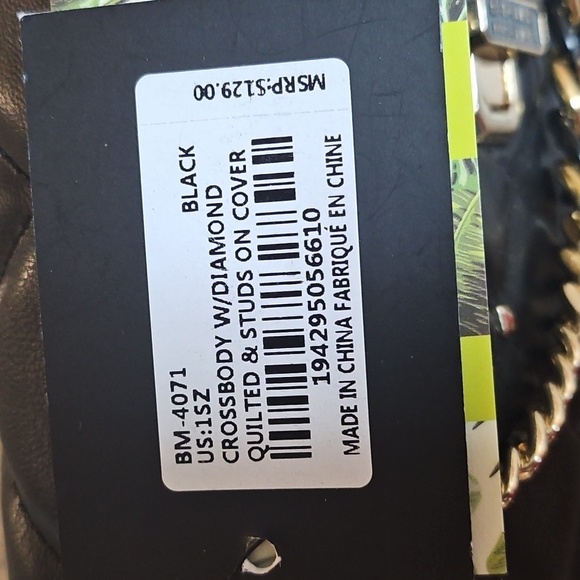 BM-4071 BLACK
US:1SZ
CROSSBODY W/DIAMOND
QUILTED & STUDS ON COVER
194295056610
MADE IN CHINA FABRIQUÉ EN CHINE
MSRP:$129.00